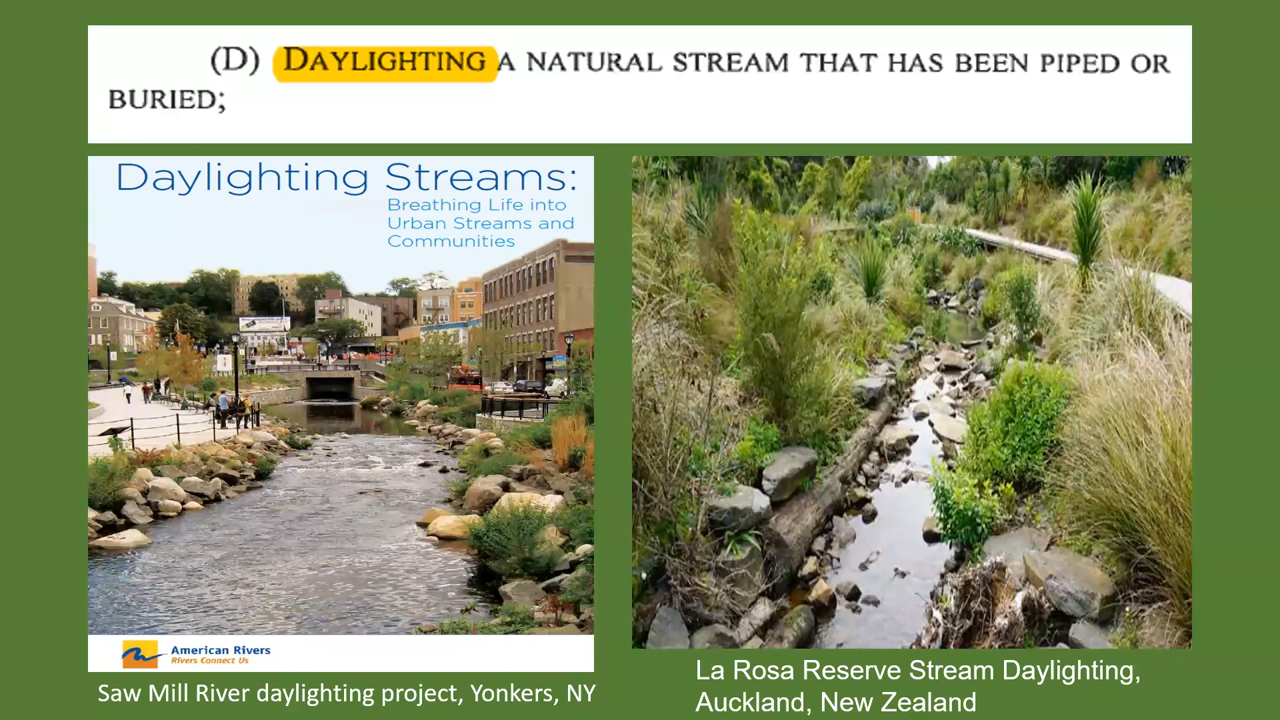 (D) DAYLIGHTING A NATURAL STREAM THAT HAS BEEN PIPED OR
BURIED;
Daylighting Streams:
Breathing Life into
Urban Streams and
Communities
American Rivers
Rivers Connect Us
Saw Mill River daylighting project, Yonkers, NY
La Rosa Reserve Stream Daylighting,
Auckland, New Zealand